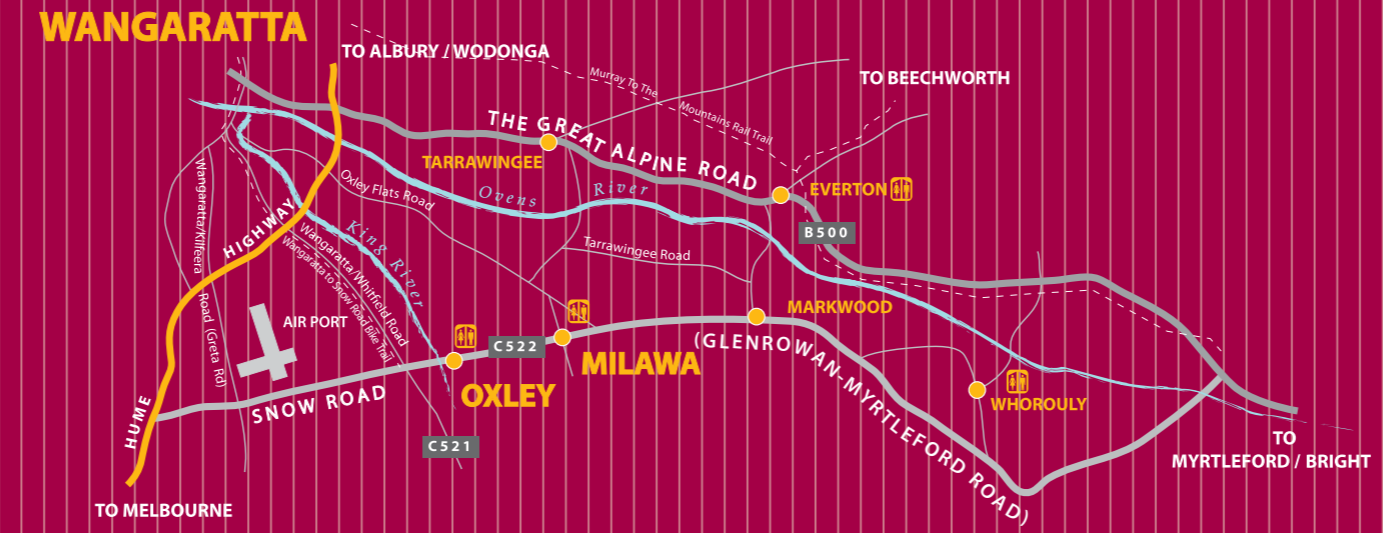 WANGARATTA
TO ALBURY / WODONGA
TO BEECHWORTH
Murray To The
Mountains Rail Trail
THE GREAT ALPINE ROAD
TARRAWINGEE
EVERTON
B500
Oxley Flats Road
Ovens River
King River
Tarrawingee Road
Wangaratta/Kilfeera Road (Greta Rd)
HUME HIGHWAY
Wangaratta/Whitfield Road
Wangaratta to Snow Road Bike Trail
AIR PORT
MARKWOOD
C522
MILAWA
(GLENROWAN-MYRTLEFORD ROAD)
OXLEY
SNOW ROAD
WHOROULY
C521
TO
MYRTLEFORD / BRIGHT
TO MELBOURNE